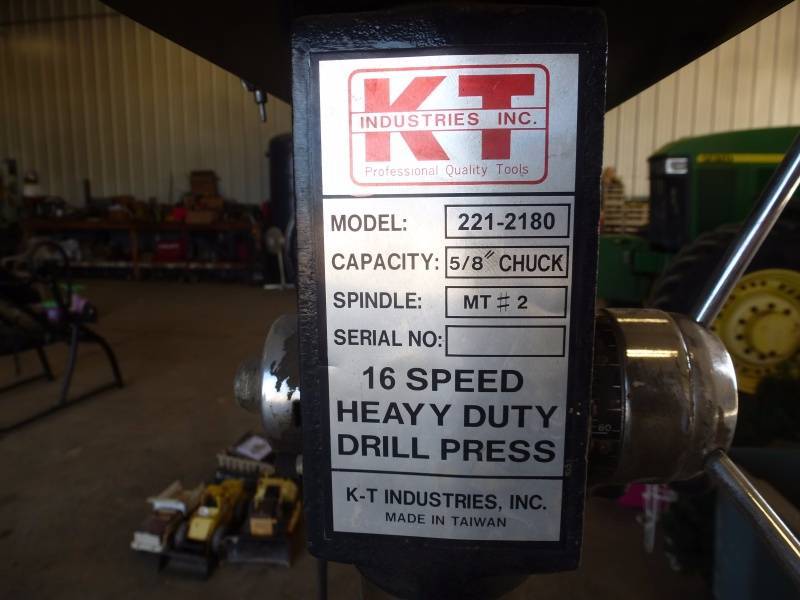 KT
INDUSTRIES INC.
Professional Quality Tools
MODEL: 221-2180
CAPACITY: 5/8" CHUCK
SPINDLE: MT # 2
SERIAL NO:
16 SPEED
HEAVY DUTY
DRILL PRESS
K-T INDUSTRIES, INC.
MADE IN TAIWAN